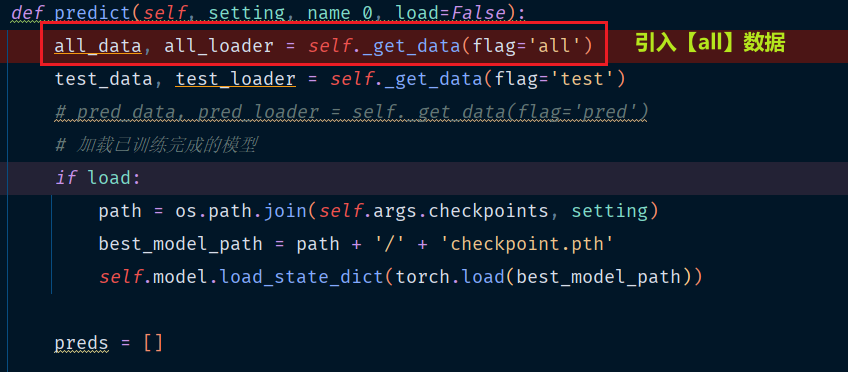 def predict(self, setting, name_0, load=False):
all_data, all_loader = self._get_data(flag='all')
引入【all】数据
test_data, test_loader = self._get_data(flag='test')
# pred_data, pred_loader = self._get_data(flag='pred')
# 加载已训练完成的模型
if load:
path = os.path.join(self.args.checkpoints, setting)
best_model_path = path + '/' + 'checkpoint.pth'
self.model.load_state_dict(torch.load(best_model_path))
preds = []